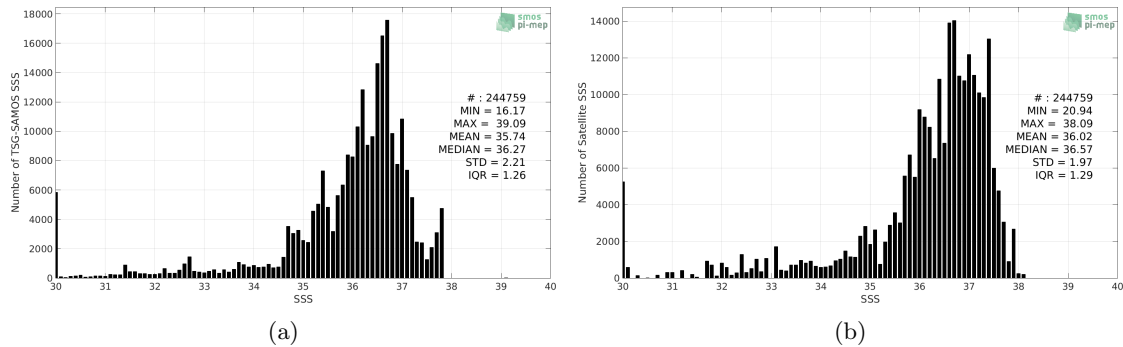 18000
16000
14000
12000
10000
8000
6000
4000
2000
0
Number of TSG-SAMOS SSS
30 31 32 33 34 35 36 37 38 39 40
SSS
smos
pi-mep
# : 244759
MIN = 16.17
MAX = 39.09
MEAN = 35.74
MEDIAN = 36.27
STD = 2.21
IQR = 1.26
(a)
14000
12000
10000
8000
6000
4000
2000
0
Number of Satellite SSS
30 31 32 33 34 35 36 37 38 39 40
SSS
smos
pi-mep
# : 244759
MIN = 20.94
MAX = 38.09
MEAN = 36.02
MEDIAN = 36.57
STD = 1.97
IQR = 1.29
(b)